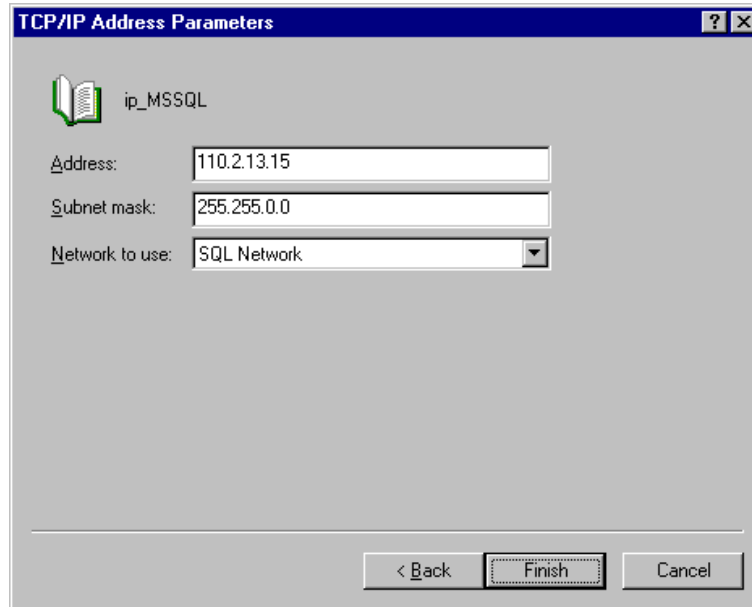 TCP/IP Address Parameters
ip_MSSQL
Address: 110.2.13.15
Subnet mask: 255.255.0.0
Network to use: SQL Network
< Back Finish Cancel